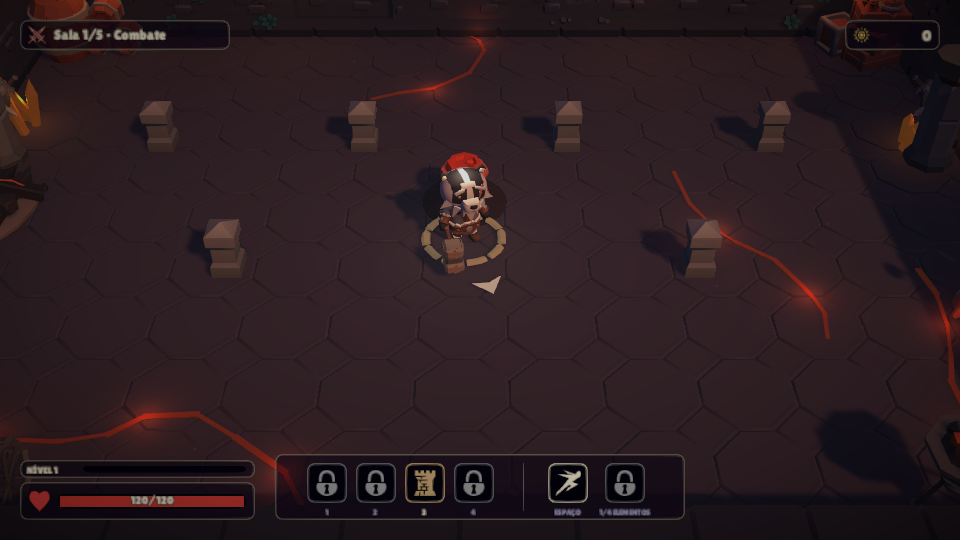 Sala 1/5 - Combate
0
NÍVEL 1
120/120
1
2
3
4
ESPAÇO
1/4 ELEMENTOS